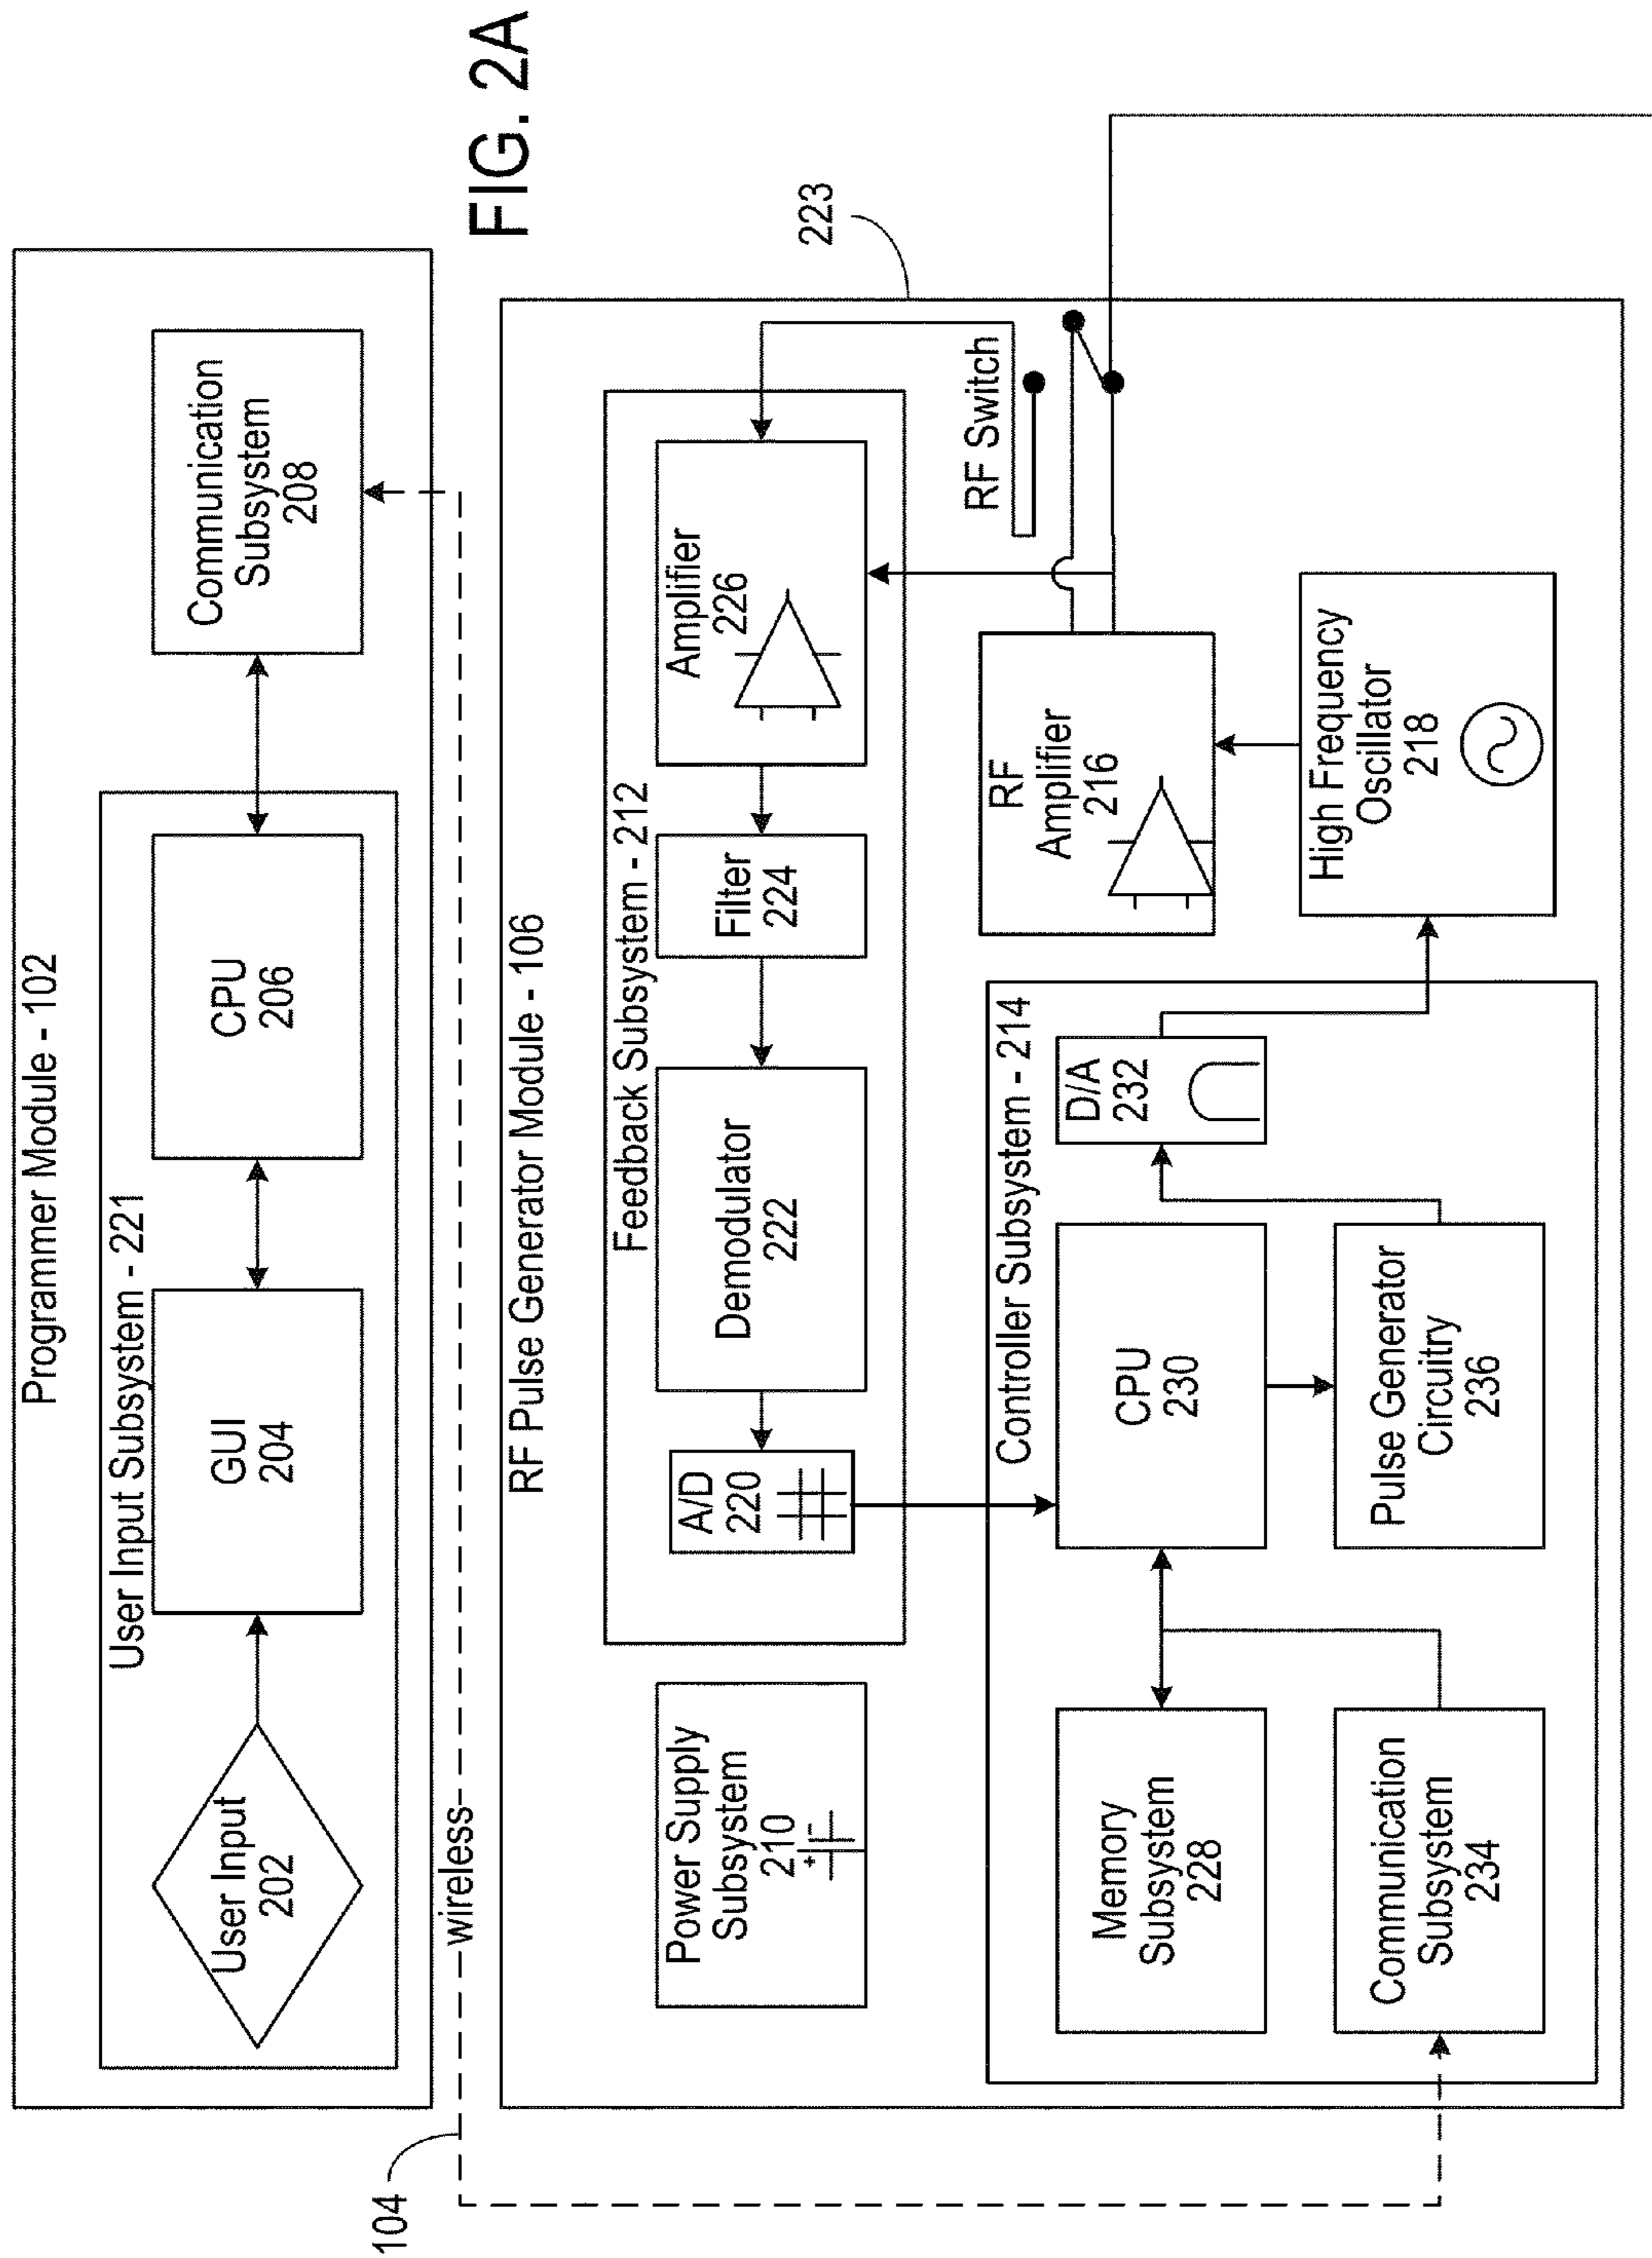 FIG. 2A
Programmer Module - 102
User Input Subsystem - 221
User Input
202
GUI
204
CPU
206
Communication
Subsystem
208
104
wireless
RF Pulse Generator Module - 106
223
Power Supply
Subsystem
210
+ -
Feedback Subsystem - 212
A/D
220
Demodulator
222
Filter
224
Amplifier
226
RF Switch
Controller Subsystem - 214
Memory
Subsystem
228
CPU
230
D/A
232
Communication
Subsystem
234
Pulse Generator
Circuitry
236
RF
Amplifier
216
High Frequency
Oscillator
218